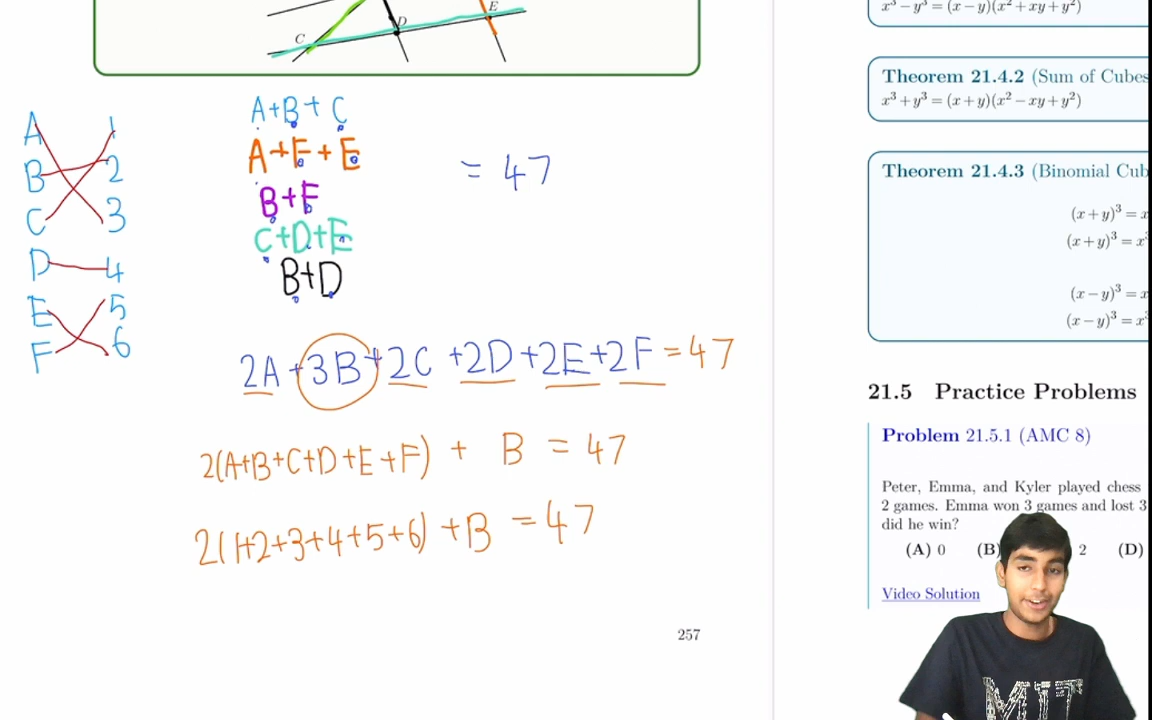 E
D
C
A 1
B 2
C 3
D 4
E 5
F 6
A+B+C
A+F+E
= 47
B+F
C+D+E
B+D
2A+3B+2C+2D+2E+2F=47
2(A+B+C+D+E+F) + B = 47
2(1+2+3+4+5+6) +B =47
257
x³ − y³ = (x − y)(x² + xy + y²)
Theorem 21.4.2 (Sum of Cubes
x³ + y³ = (x + y)(x² − xy + y²)
Theorem 21.4.3 (Binomial Cub
(x + y)³ = x
(x + y)³ = x
(x − y)³ = x
(x − y)³ = x
21.5 Practice Problems
Problem 21.5.1 (AMC 8)
Peter, Emma, and Kyler played chess
2 games. Emma won 3 games and lost 3
did he win?
(A) 0 (B) 2 (D)
Video Solution
MIT